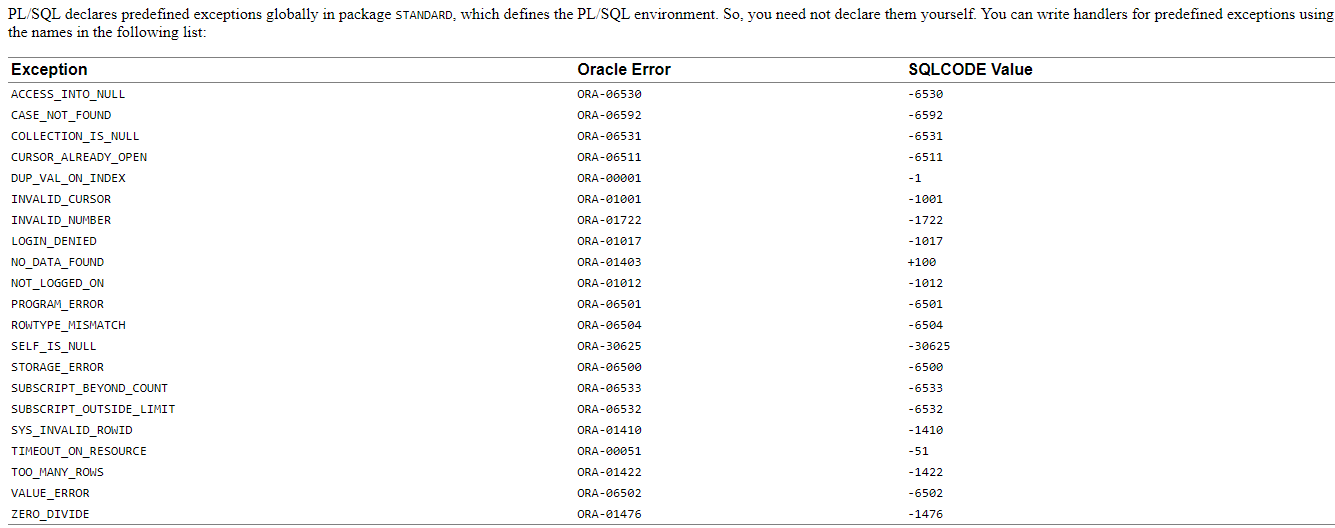 PL/SQL declares predefined exceptions globally in package STANDARD, which defines the PL/SQL environment. So, you need not declare them yourself. You can write handlers for predefined exceptions using
the names in the following list:
Exception Oracle Error SQLCODE Value
ACCESS_INTO_NULL ORA-06530 -6530
CASE_NOT_FOUND ORA-06592 -6592
COLLECTION_IS_NULL ORA-06531 -6531
CURSOR_ALREADY_OPEN ORA-06511 -6511
DUP_VAL_ON_INDEX ORA-00001 -1
INVALID_CURSOR ORA-01001 -1001
INVALID_NUMBER ORA-01722 -1722
LOGIN_DENIED ORA-01017 -1017
NO_DATA_FOUND ORA-01403 +100
NOT_LOGGED_ON ORA-01012 -1012
PROGRAM_ERROR ORA-06501 -6501
ROWTYPE_MISMATCH ORA-06504 -6504
SELF_IS_NULL ORA-30625 -30625
STORAGE_ERROR ORA-06500 -6500
SUBSCRIPT_BEYOND_COUNT ORA-06533 -6533
SUBSCRIPT_OUTSIDE_LIMIT ORA-06532 -6532
SYS_INVALID_ROWID ORA-01410 -1410
TIMEOUT_ON_RESOURCE ORA-00051 -51
TOO_MANY_ROWS ORA-01422 -1422
VALUE_ERROR ORA-06502 -6502
ZERO_DIVIDE ORA-01476 -1476